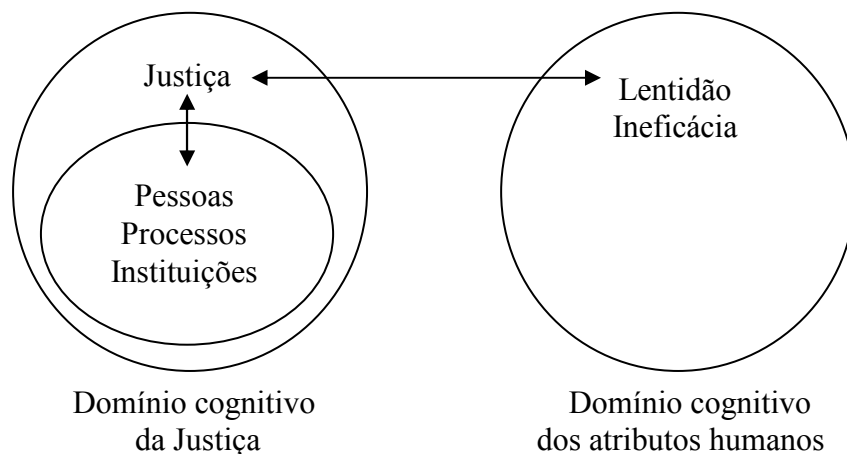 Justiça
Pessoas
Processos
Instituições
Lentidão
Ineficácia
Domínio cognitivo
da Justiça
Domínio cognitivo
dos atributos humanos